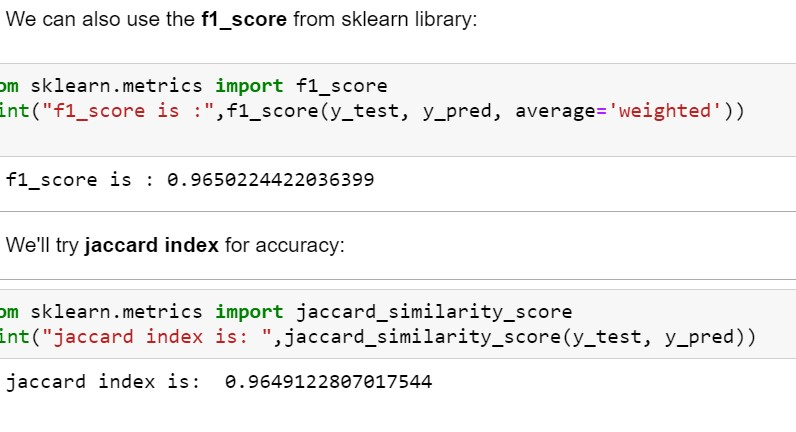 We can also use the f1_score from sklearn library:
om sklearn.metrics import f1_score
int("f1_score is :",f1_score(y_test, y_pred, average='weighted'))
f1_score is : 0.9650224422036399
We'll try jaccard index for accuracy:
om sklearn.metrics import jaccard_similarity_score
int("jaccard index is: ",jaccard_similarity_score(y_test, y_pred))
jaccard index is:  0.9649122807017544